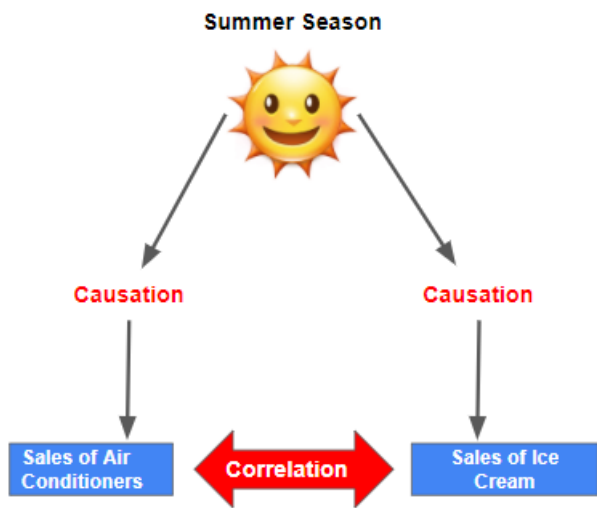 Summer Season
Causation
Causation
Sales of Air
Conditioners
Correlation
Sales of Ice
Cream